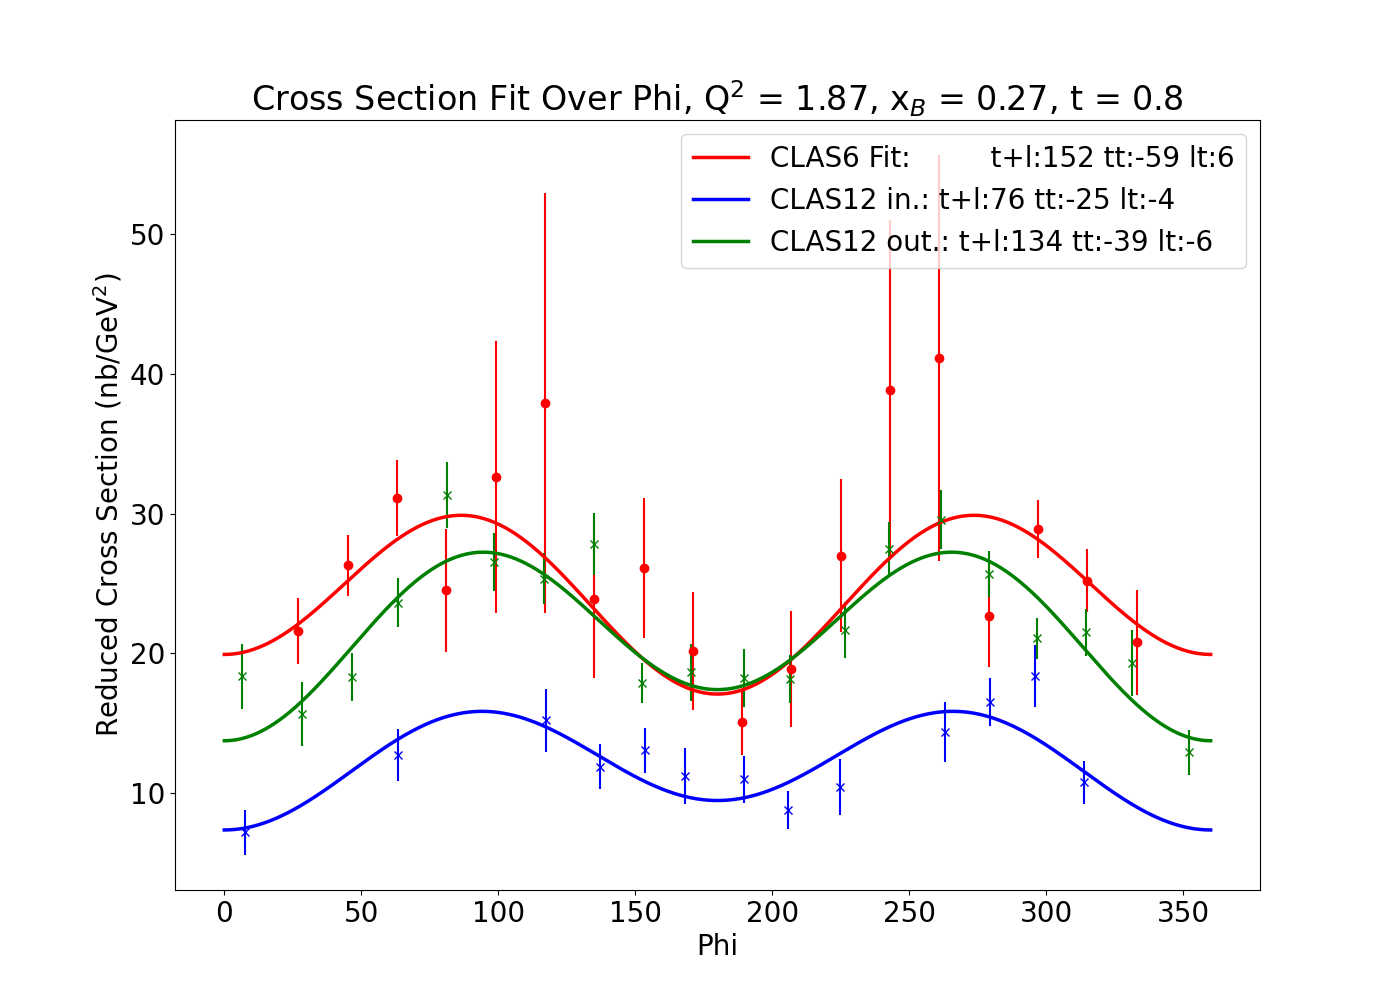 Cross Section Fit Over Phi, Q² = 1.87, x_B = 0.27, t = 0.8
CLAS6 Fit: t+l:152 tt:-59 lt:6
CLAS12 in.: t+l:76 tt:-25 lt:-4
CLAS12 out.: t+l:134 tt:-39 lt:-6
Reduced Cross Section (nb/GeV²)
50
40
30
20
10
0 50 100 150 200 250 300 350
Phi